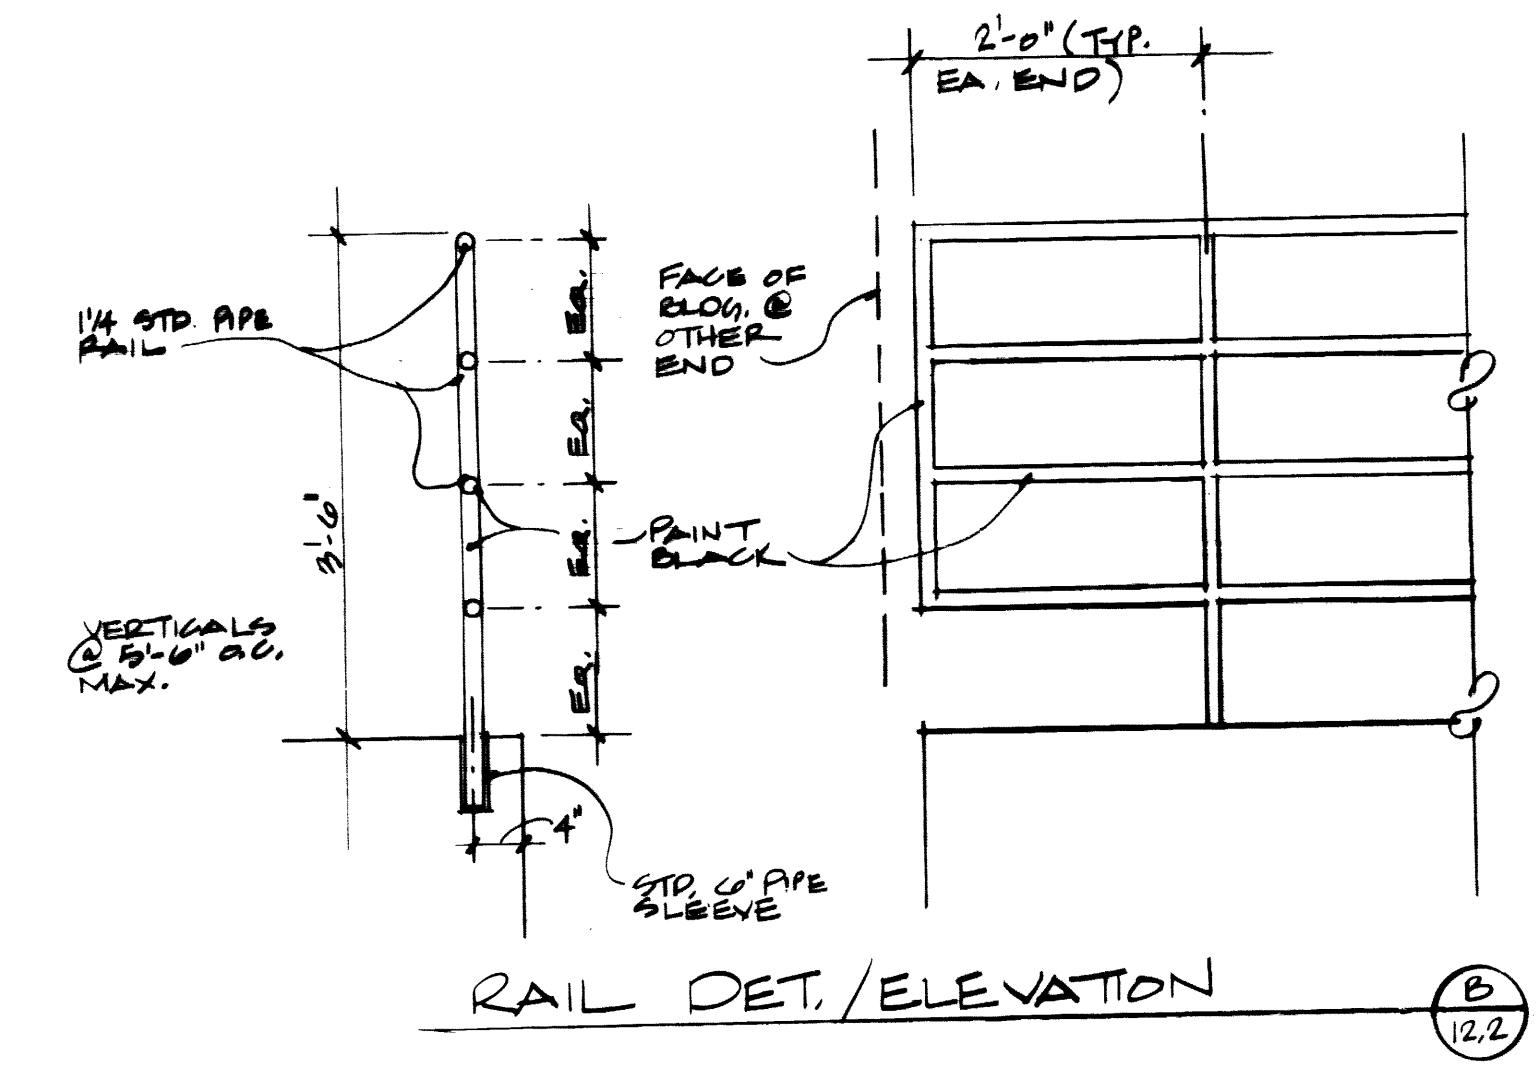 2'-0" (TYP.
EA. END)
FACE OF
BLDG. @
OTHER
END
1 1/4 STD. PIPE
RAIL
EQ.
EQ.
EQ.
EQ.
3'-6"
PAINT
BLACK
VERTICALS
@ 5'-6" O.C.
MAX.
4"
STD. 6" PIPE
SLEEVE
RAIL DET./ELEVATION
B
12.2